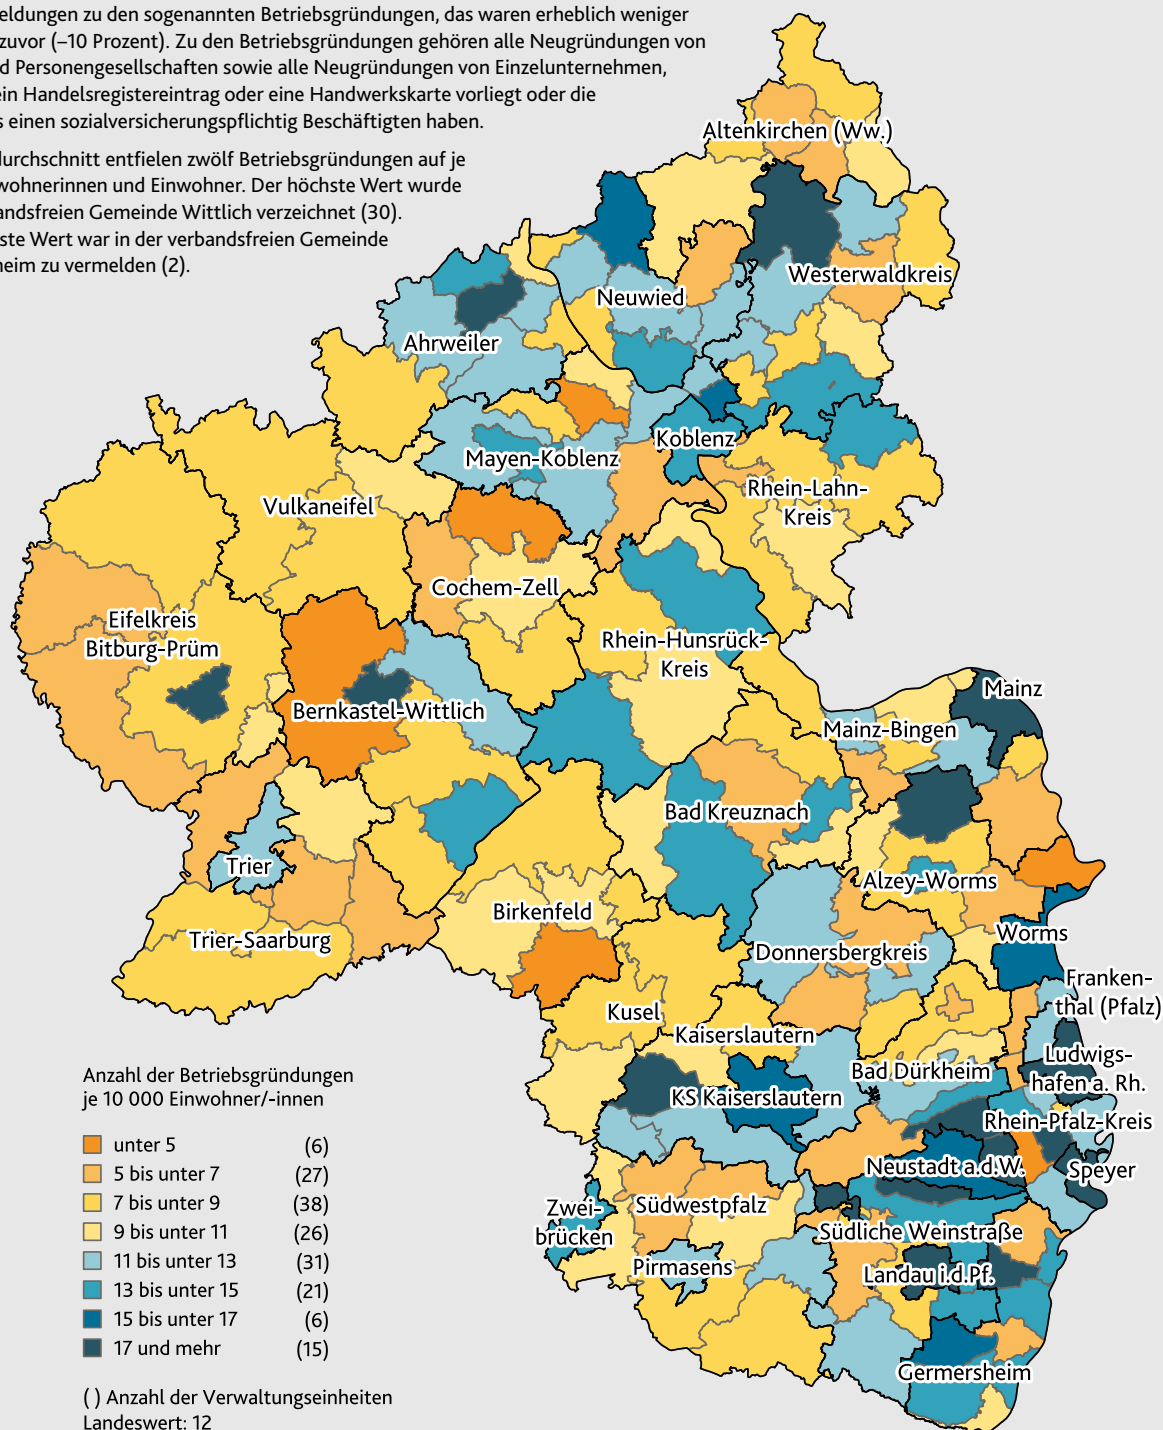 eldungen zu den sogenannten Betriebsgründungen, das waren erheblich weniger
zuvor (–10 Prozent). Zu den Betriebsgründungen gehören alle Neugründungen von
d Personengesellschaften sowie alle Neugründungen von Einzelunternehmen,
ein Handelsregistereintrag oder eine Handwerkskarte vorliegt oder die
s einen sozialversicherungspflichtig Beschäftigten haben.
durchschnitt entfielen zwölf Betriebsgründungen auf je
wohnerinnen und Einwohner. Der höchste Wert wurde
andsfreien Gemeinde Wittlich verzeichnet (30).
ste Wert war in der verbandsfreien Gemeinde
heim zu vermelden (2).
Altenkirchen (Ww.)
Westerwaldkreis
Neuwied
Ahrweiler
Koblenz
Mayen-Koblenz
Rhein-Lahn-
Kreis
Vulkaneifel
Cochem-Zell
Eifelkreis
Bitburg-Prüm
Rhein-Hunsrück-
Kreis
Mainz
Bernkastel-Wittlich
Mainz-Bingen
Bad Kreuznach
Trier
Alzey-Worms
Birkenfeld
Worms
Trier-Saarburg
Donnersbergkreis
Franken-
thal (Pfalz)
Kusel
Kaiserslautern
Ludwigs-
hafen a. Rh.
Bad Dürkheim
KS Kaiserslautern
Rhein-Pfalz-Kreis
Neustadt a.d.W.
Speyer
Zwei-
brücken
Südwestpfalz
Südliche Weinstraße
Pirmasens
Landau i.d.Pf.
Germersheim
Anzahl der Betriebsgründungen
je 10 000 Einwohner/-innen
unter 5 (6)
5 bis unter 7 (27)
7 bis unter 9 (38)
9 bis unter 11 (26)
11 bis unter 13 (31)
13 bis unter 15 (21)
15 bis unter 17 (6)
17 und mehr (15)
( ) Anzahl der Verwaltungseinheiten
Landeswert: 12